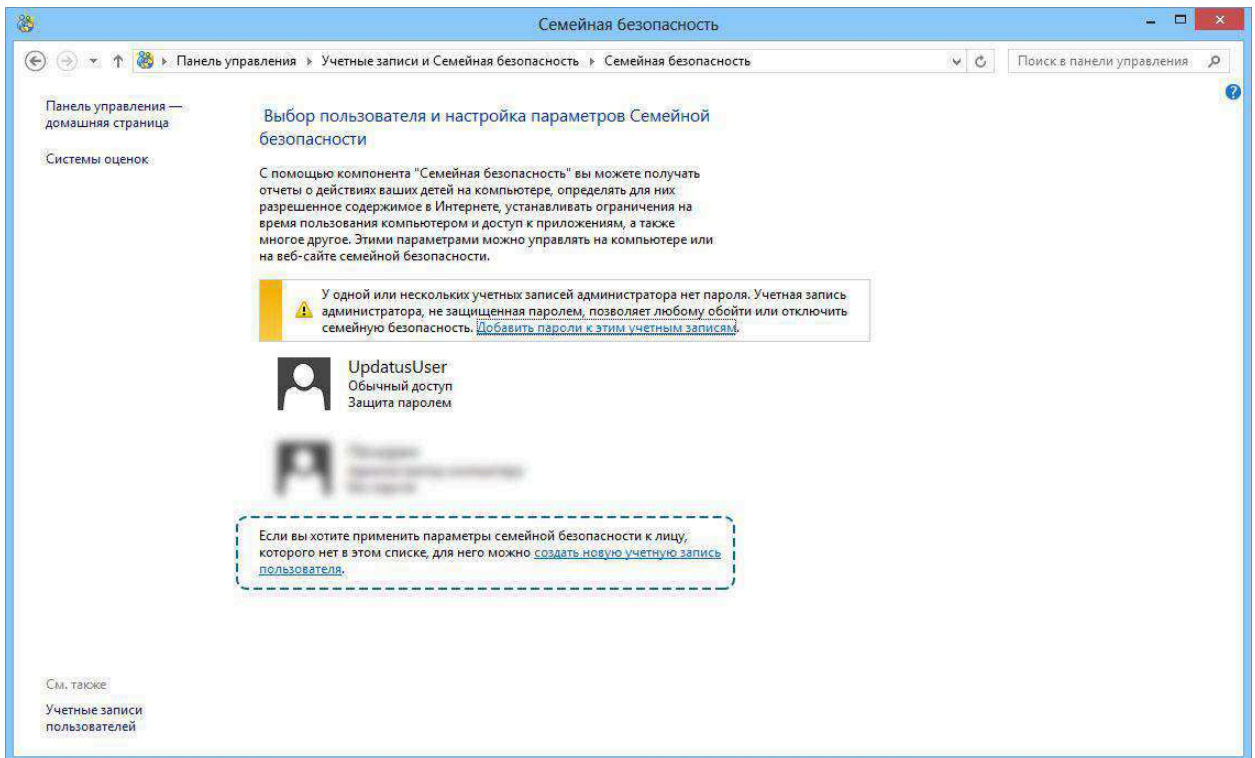 Семейная безопасность
Панель управления ▸ Учетные записи и Семейная безопасность ▸ Семейная безопасность
Поиск в панели управления
Панель управления —
домашняя страница
Системы оценок
Выбор пользователя и настройка параметров Семейной
безопасности
С помощью компонента "Семейная безопасность" вы можете получать
отчеты о действиях ваших детей на компьютере, определять для них
разрешенное содержимое в Интернете, устанавливать ограничения на
время пользования компьютером и доступ к приложениям, а также
многое другое. Этими параметрами можно управлять на компьютере или
на веб-сайте семейной безопасности.
У одной или нескольких учетных записей администратора нет пароля. Учетная запись
администратора, не защищенная паролем, позволяет любому обойти или отключить
семейную безопасность. Добавить пароли к этим учетным записям.
UpdatusUser
Обычный доступ
Защита паролем
Если вы хотите применить параметры семейной безопасности к лицу,
которого нет в этом списке, для него можно создать новую учетную запись
пользователя.
См. также
Учетные записи
пользователей